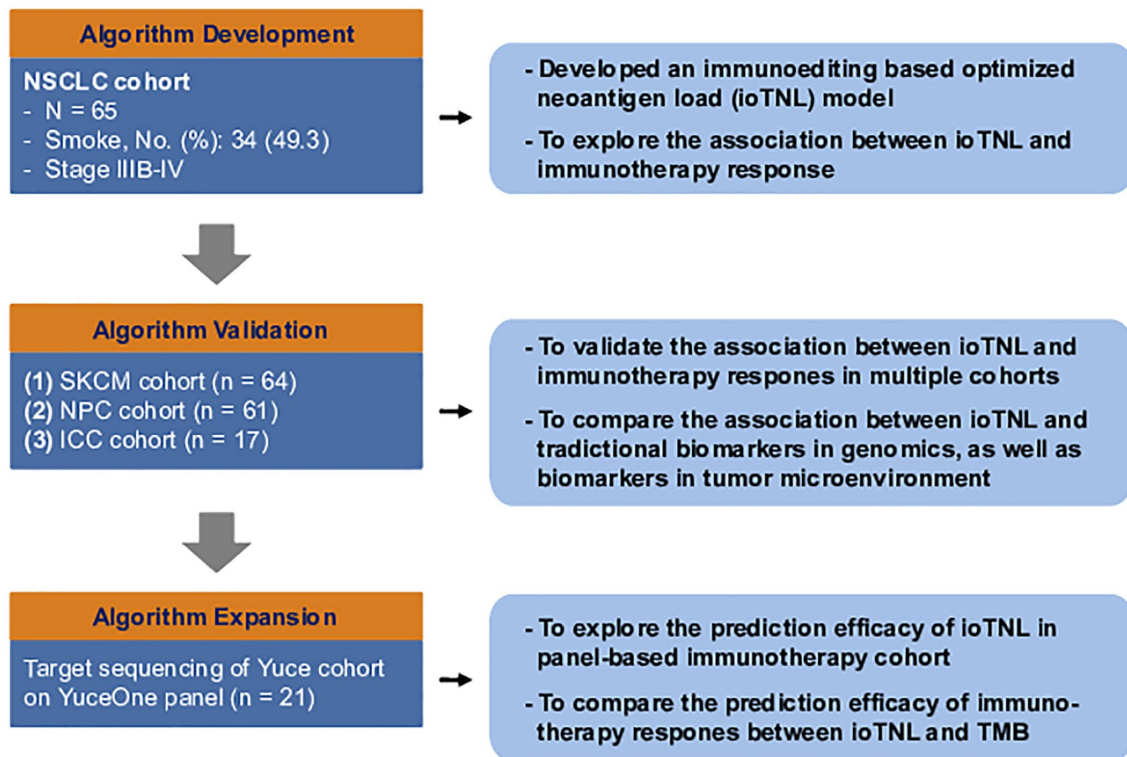 Algorithm Development
NSCLC cohort
- N = 65
- Smoke, No. (%): 34 (49.3)
- Stage IIIB-IV
- Developed an immunoediting based optimized
neoantigen load (ioTNL) model
- To explore the association between ioTNL and
immunotherapy response
Algorithm Validation
(1) SKCM cohort (n = 64)
(2) NPC cohort (n = 61)
(3) ICC cohort (n = 17)
- To validate the association between ioTNL and
immunotherapy respones in multiple cohorts
- To compare the association between ioTNL and
tradictional biomarkers in genomics, as well as
biomarkers in tumor microenvironment
Algorithm Expansion
Target sequencing of Yuce cohort
on YuceOne panel (n = 21)
- To explore the prediction efficacy of ioTNL in
panel-based immunotherapy cohort
- To compare the prediction efficacy of immuno-
therapy respones between ioTNL and TMB